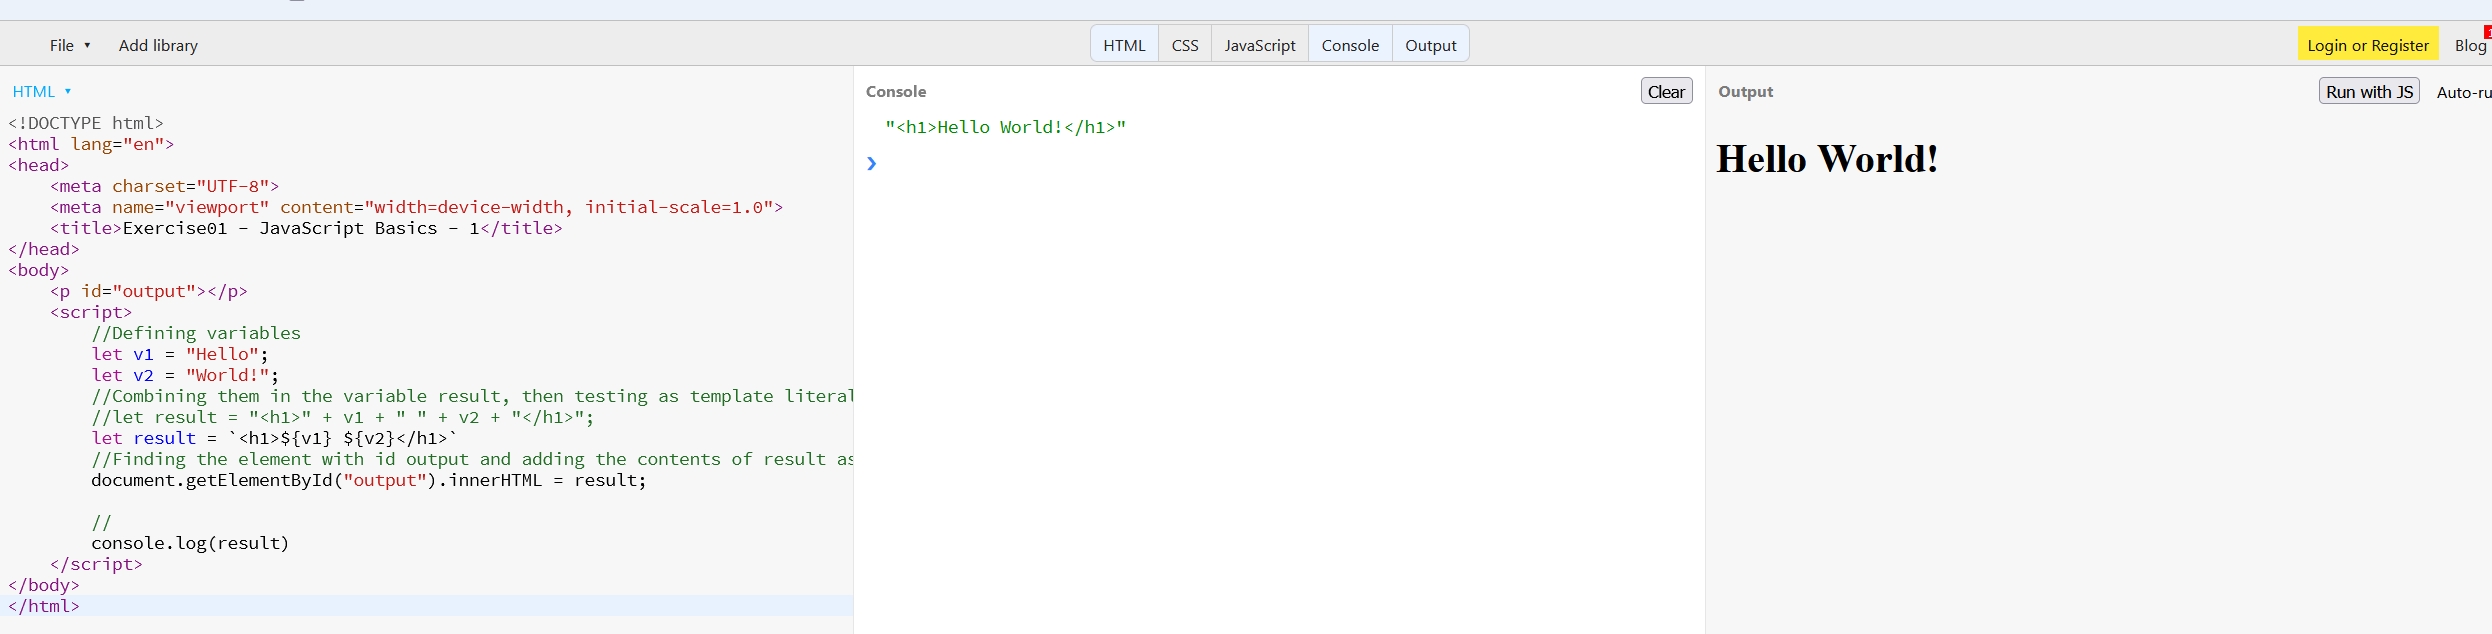 File ▾ Add library HTML CSS JavaScript Console Output Login or Register Blog 1
HTML ▾
<!DOCTYPE html>
<html lang="en">
<head>
    <meta charset="UTF-8">
    <meta name="viewport" content="width=device-width, initial-scale=1.0">
    <title>Exercise01 - JavaScript Basics - 1</title>
</head>
<body>
    <p id="output"></p>
    <script>
        //Defining variables
        let v1 = "Hello";
        let v2 = "World!";
        //Combining them in the variable result, then testing as template literal
        //let result = "<h1>" + v1 + " " + v2 + "</h1>";
        let result = `<h1>${v1} ${v2}</h1>`
        //Finding the element with id output and adding the contents of result as
        document.getElementById("output").innerHTML = result;
        //
        console.log(result)
    </script>
</body>
</html>
Console Clear
"<h1>Hello World!</h1>"
❯
Output Run with JS Auto-ru
Hello World!